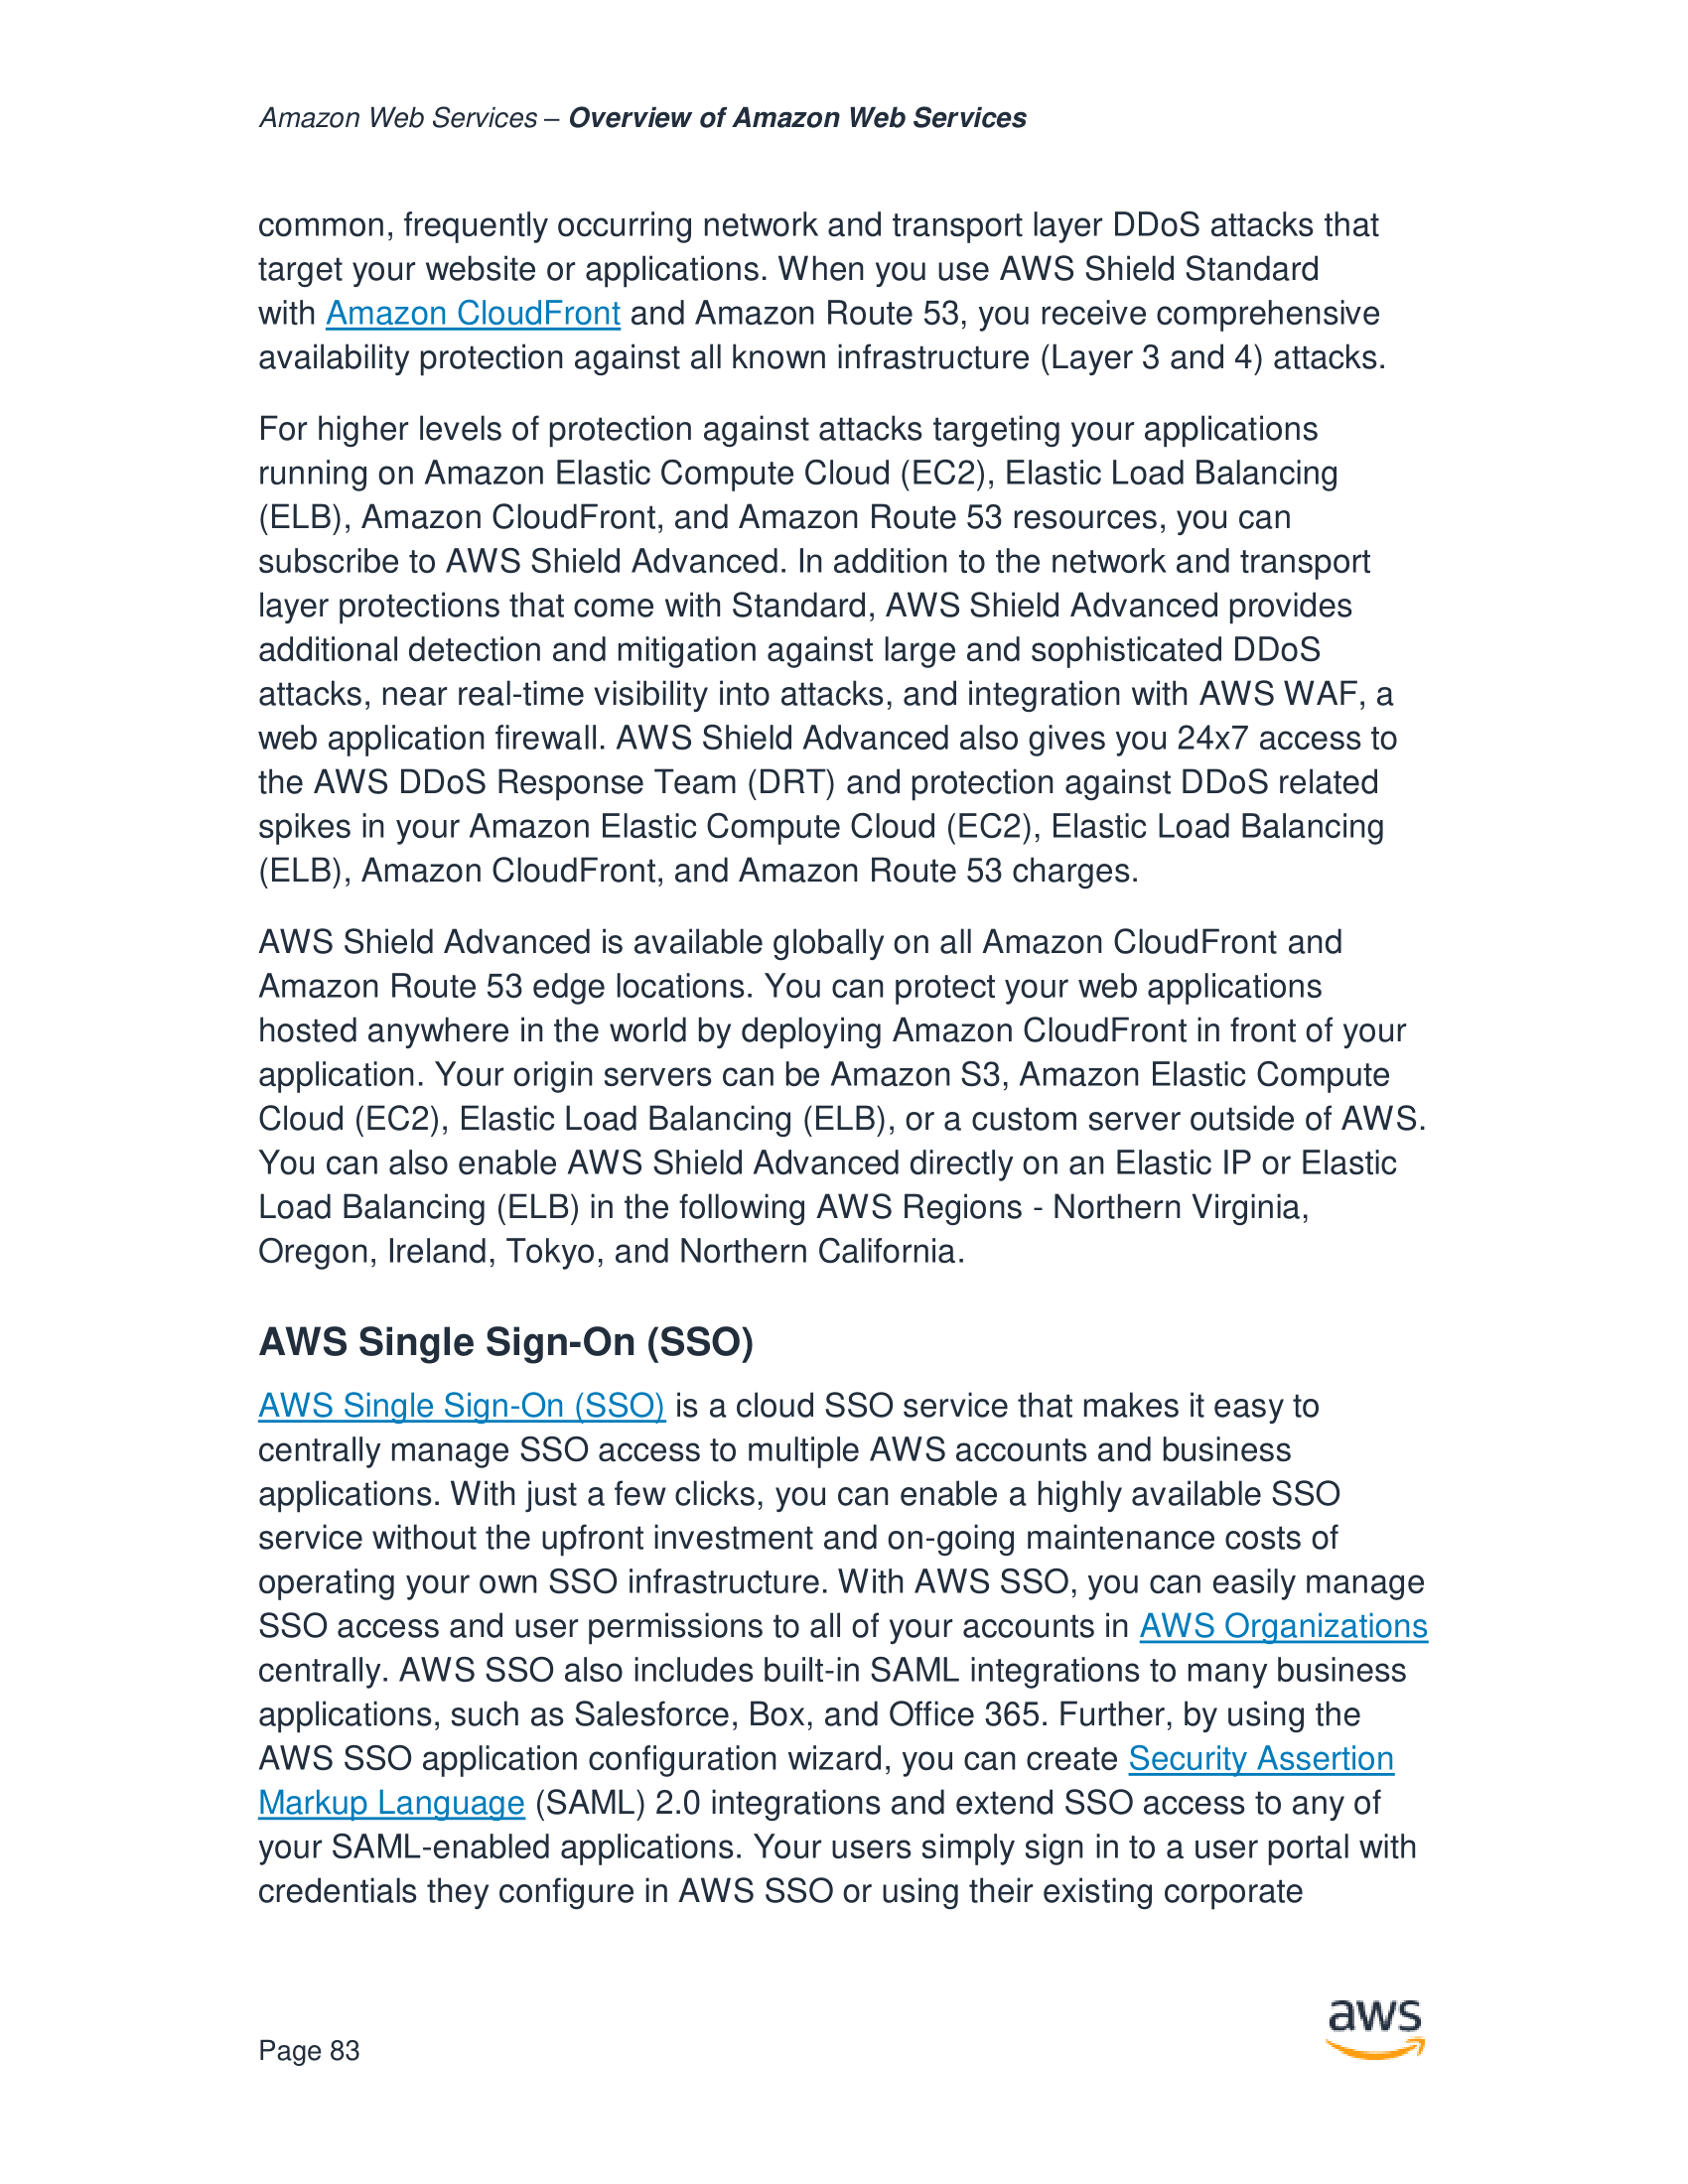 Amazon Web Services – Overview of Amazon Web Services
common, frequently occurring network and transport layer DDoS attacks that
target your website or applications. When you use AWS Shield Standard
with Amazon CloudFront and Amazon Route 53, you receive comprehensive
availability protection against all known infrastructure (Layer 3 and 4) attacks.
For higher levels of protection against attacks targeting your applications
running on Amazon Elastic Compute Cloud (EC2), Elastic Load Balancing
(ELB), Amazon CloudFront, and Amazon Route 53 resources, you can
subscribe to AWS Shield Advanced. In addition to the network and transport
layer protections that come with Standard, AWS Shield Advanced provides
additional detection and mitigation against large and sophisticated DDoS
attacks, near real-time visibility into attacks, and integration with AWS WAF, a
web application firewall. AWS Shield Advanced also gives you 24x7 access to
the AWS DDoS Response Team (DRT) and protection against DDoS related
spikes in your Amazon Elastic Compute Cloud (EC2), Elastic Load Balancing
(ELB), Amazon CloudFront, and Amazon Route 53 charges.
AWS Shield Advanced is available globally on all Amazon CloudFront and
Amazon Route 53 edge locations. You can protect your web applications
hosted anywhere in the world by deploying Amazon CloudFront in front of your
application. Your origin servers can be Amazon S3, Amazon Elastic Compute
Cloud (EC2), Elastic Load Balancing (ELB), or a custom server outside of AWS.
You can also enable AWS Shield Advanced directly on an Elastic IP or Elastic
Load Balancing (ELB) in the following AWS Regions - Northern Virginia,
Oregon, Ireland, Tokyo, and Northern California.
AWS Single Sign-On (SSO)
AWS Single Sign-On (SSO) is a cloud SSO service that makes it easy to
centrally manage SSO access to multiple AWS accounts and business
applications. With just a few clicks, you can enable a highly available SSO
service without the upfront investment and on-going maintenance costs of
operating your own SSO infrastructure. With AWS SSO, you can easily manage
SSO access and user permissions to all of your accounts in AWS Organizations
centrally. AWS SSO also includes built-in SAML integrations to many business
applications, such as Salesforce, Box, and Office 365. Further, by using the
AWS SSO application configuration wizard, you can create Security Assertion
Markup Language (SAML) 2.0 integrations and extend SSO access to any of
your SAML-enabled applications. Your users simply sign in to a user portal with
credentials they configure in AWS SSO or using their existing corporate
aws
Page 83